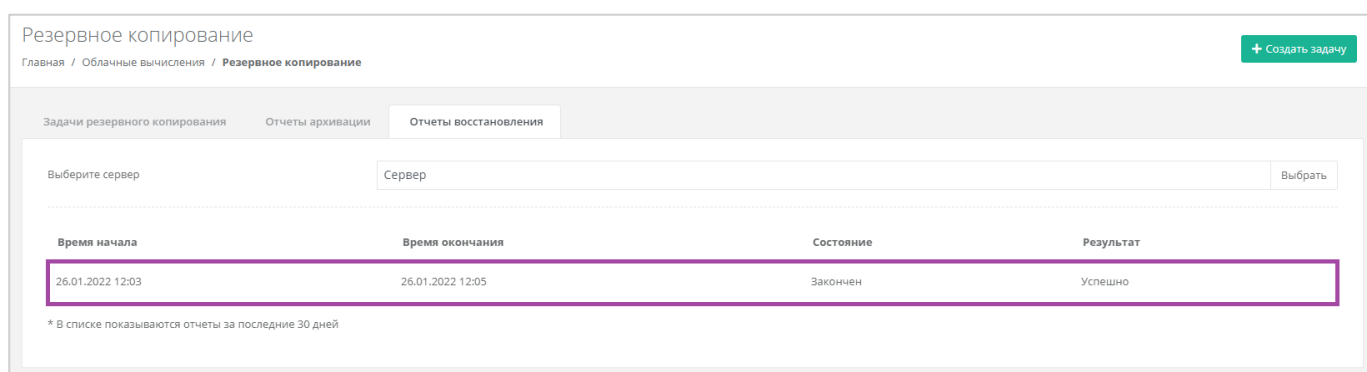 Резервное копирование
+ Создать задачу
Главная / Облачные вычисления / Резервное копирование
Задачи резервного копирования Отчеты архивации Отчеты восстановления
Выберите сервер Сервер Выбрать
Время начала Время окончания Состояние Результат
26.01.2022 12:03 26.01.2022 12:05 Закончен Успешно
* В списке показываются отчеты за последние 30 дней